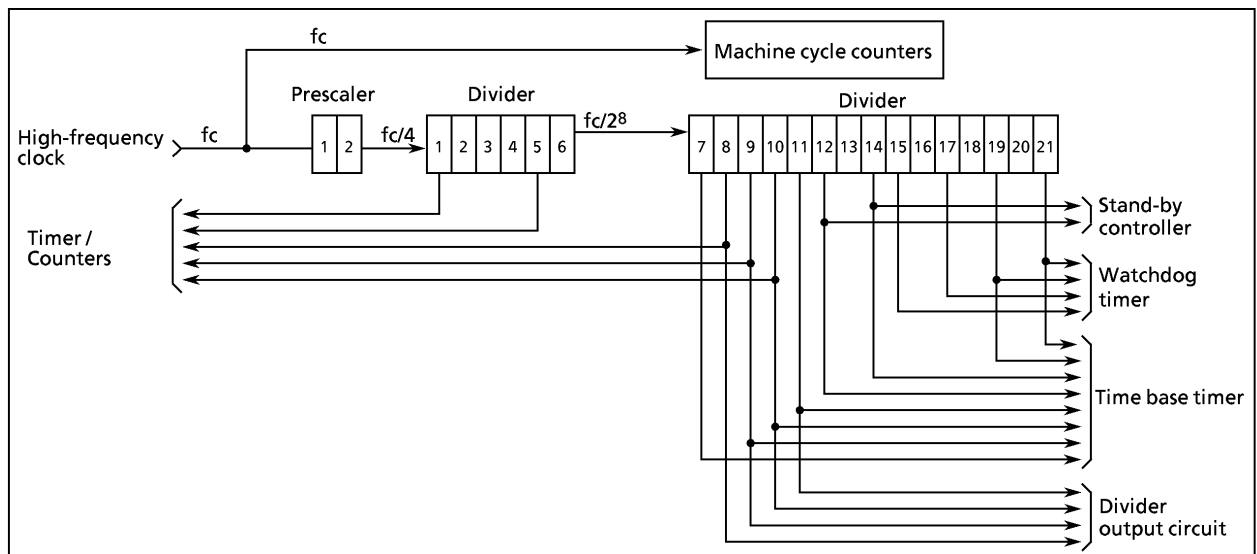 fc
Machine cycle counters
Prescaler
Divider
Divider
High-frequency
clock
fc
1 2
fc/4
1 2 3 4 5 6
fc/2⁸
7 8 9 10 11 12 13 14 15 16 17 18 19 20 21
Timer /
Counters
Stand-by
controller
Watchdog
timer
Time base timer
Divider
output circuit